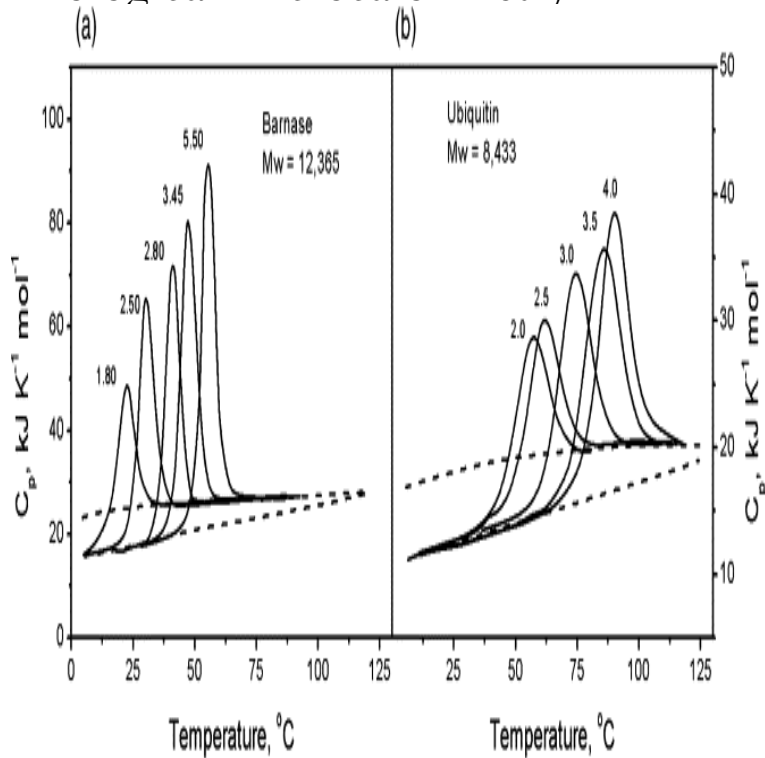 (a)
(b)
Barnase
Mw = 12,365
5.50
3.45
2.80
2.50
1.80
Ubiquitin
Mw = 8,433
4.0
3.5
3.0
2.5
2.0
100
80
60
40
20
0
50
40
30
20
10
C_p, kJ K⁻¹ mol⁻¹
C_p, kJ K⁻¹ mol⁻¹
0 25 50 75 100 125
25 50 75 100 125
Temperature, °C
Temperature, °C